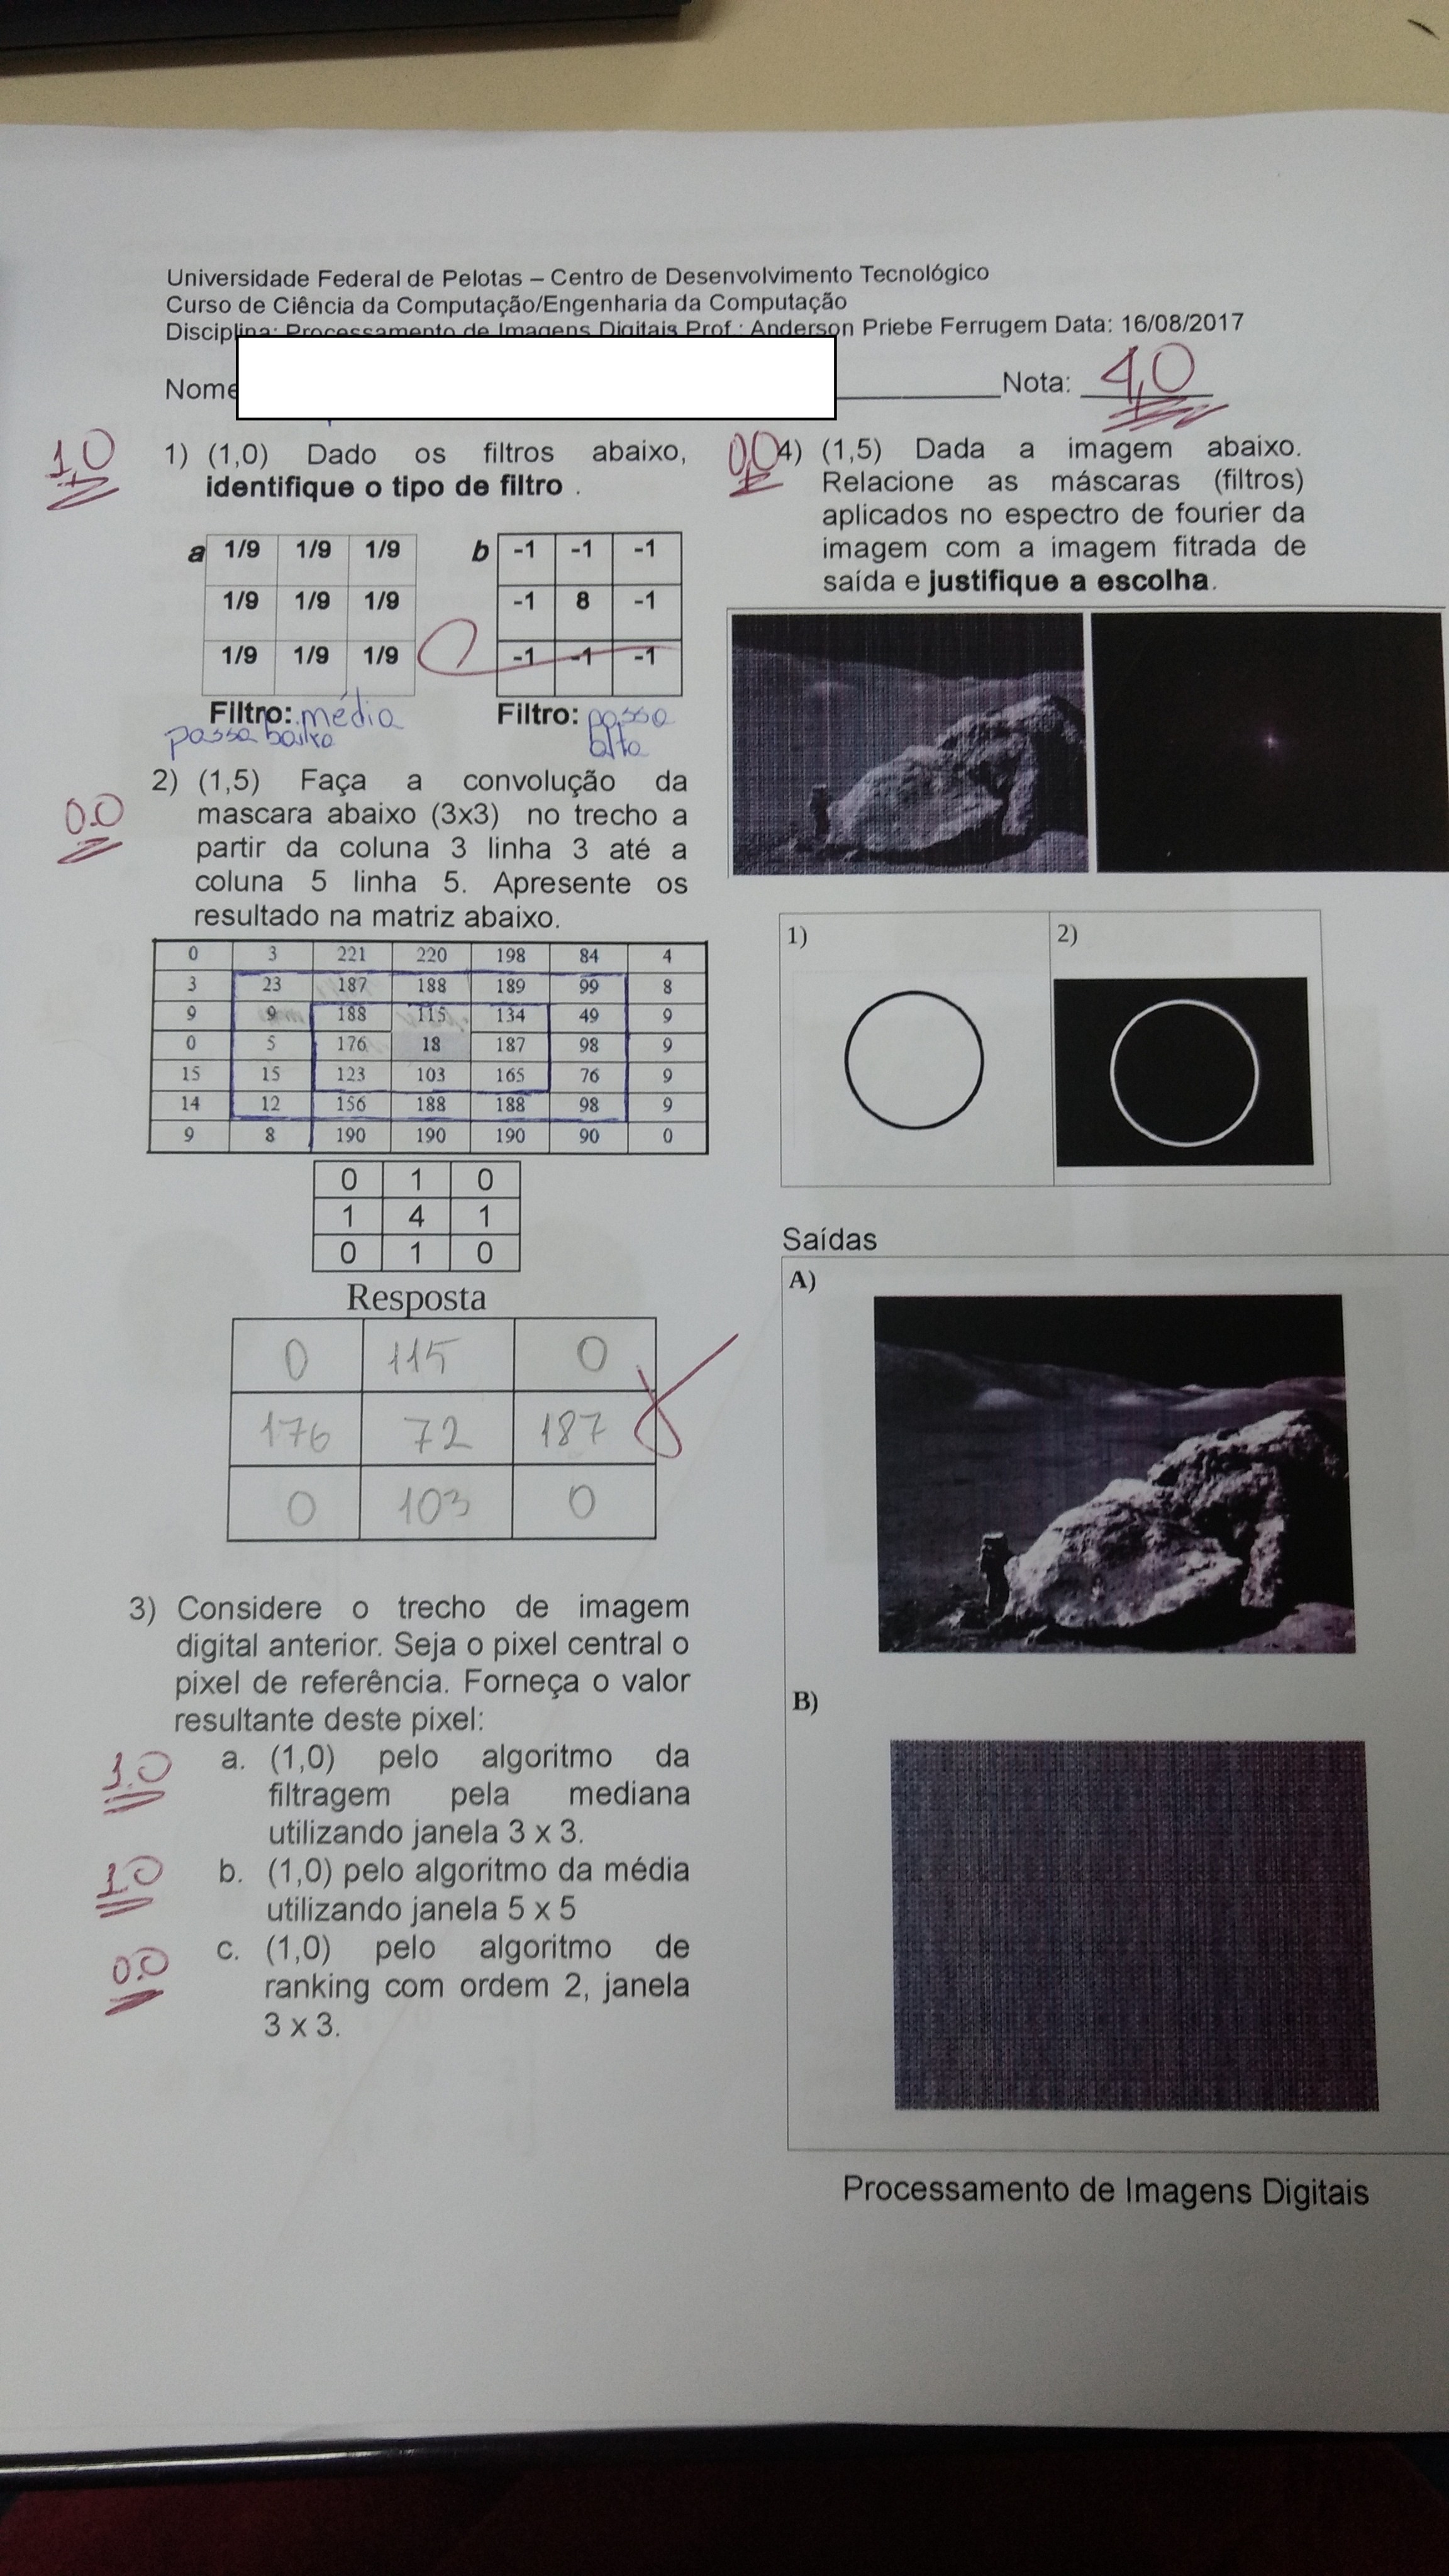 Universidade Federal de Pelotas – Centro de Desenvolvimento Tecnológico
Curso de Ciência da Computação/Engenharia da Computação
Disciplina: Processamento de Imagens Digitais Prof.: Anderson Priebe Ferrugem Data: 16/08/2017
Nome
Nota: 4,0
1,0
1) (1,0) Dado os filtros abaixo,
identifique o tipo de filtro .
a 1/9 1/9 1/9
1/9 1/9 1/9
1/9 1/9 1/9
Filtro: média
passa baixa
b -1 -1 -1
-1 8 -1
-1 -1 -1
Filtro: passa
alta
0.0
2) (1,5) Faça a convolução da
mascara abaixo (3x3) no trecho a
partir da coluna 3 linha 3 até a
coluna 5 linha 5. Apresente os
resultado na matriz abaixo.
0 3 221 220 198 84 4
3 23 187 188 189 99 8
9 9 188 115 134 49 9
0 5 176 18 187 98 9
15 15 123 103 165 76 9
14 12 156 188 188 98 9
9 8 190 190 190 90 0
0 1 0
1 4 1
0 1 0
Resposta
0 115 0
176 72 187
0 103 0
3) Considere o trecho de imagem
digital anterior. Seja o pixel central o
pixel de referência. Forneça o valor
resultante deste pixel:
1.0
a. (1,0) pelo algoritmo da
filtragem pela mediana
utilizando janela 3 x 3.
1.0
b. (1,0) pelo algoritmo da média
utilizando janela 5 x 5
0.0
c. (1,0) pelo algoritmo de
ranking com ordem 2, janela
3 x 3.
0,0
4) (1,5) Dada a imagem abaixo.
Relacione as máscaras (filtros)
aplicados no espectro de fourier da
imagem com a imagem fitrada de
saída e justifique a escolha.
1)
2)
Saídas
A)
B)
Processamento de Imagens Digitais